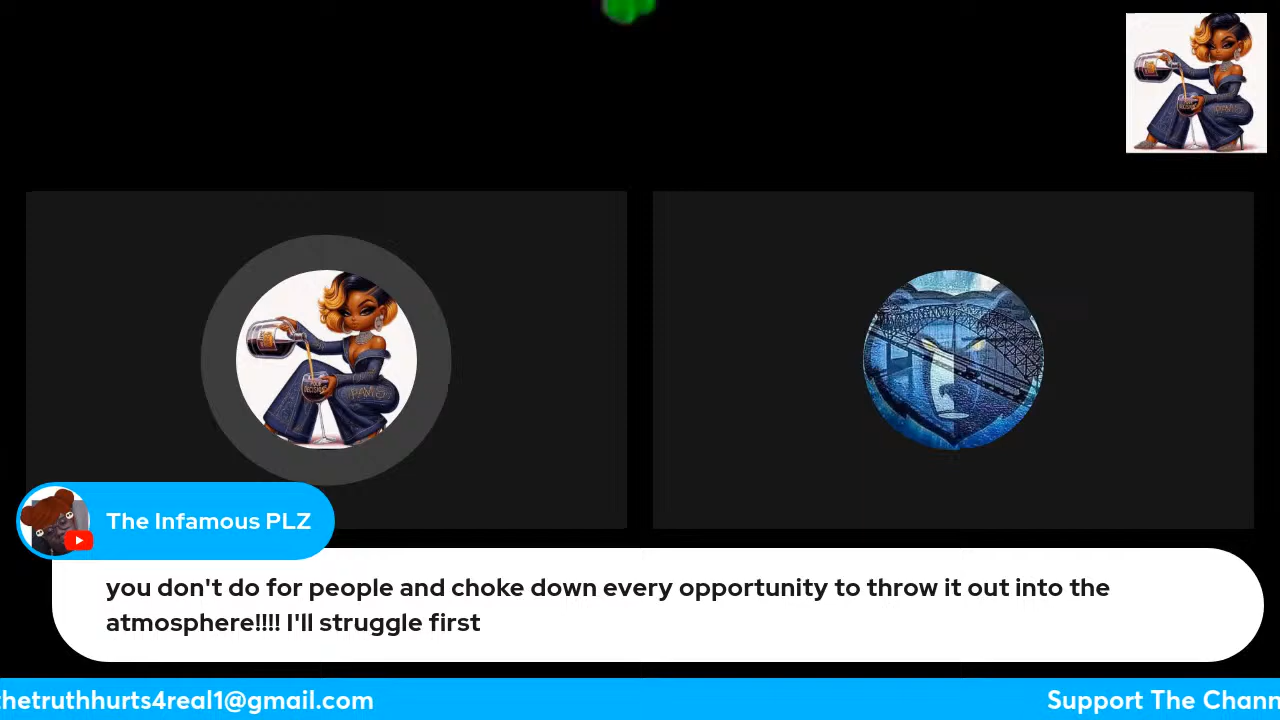 The Infamous PLZ
you don't do for people and choke down every opportunity to throw it out into the
atmosphere!!!! I'll struggle first
thetruthhurts4real1@gmail.com
Support The Chann